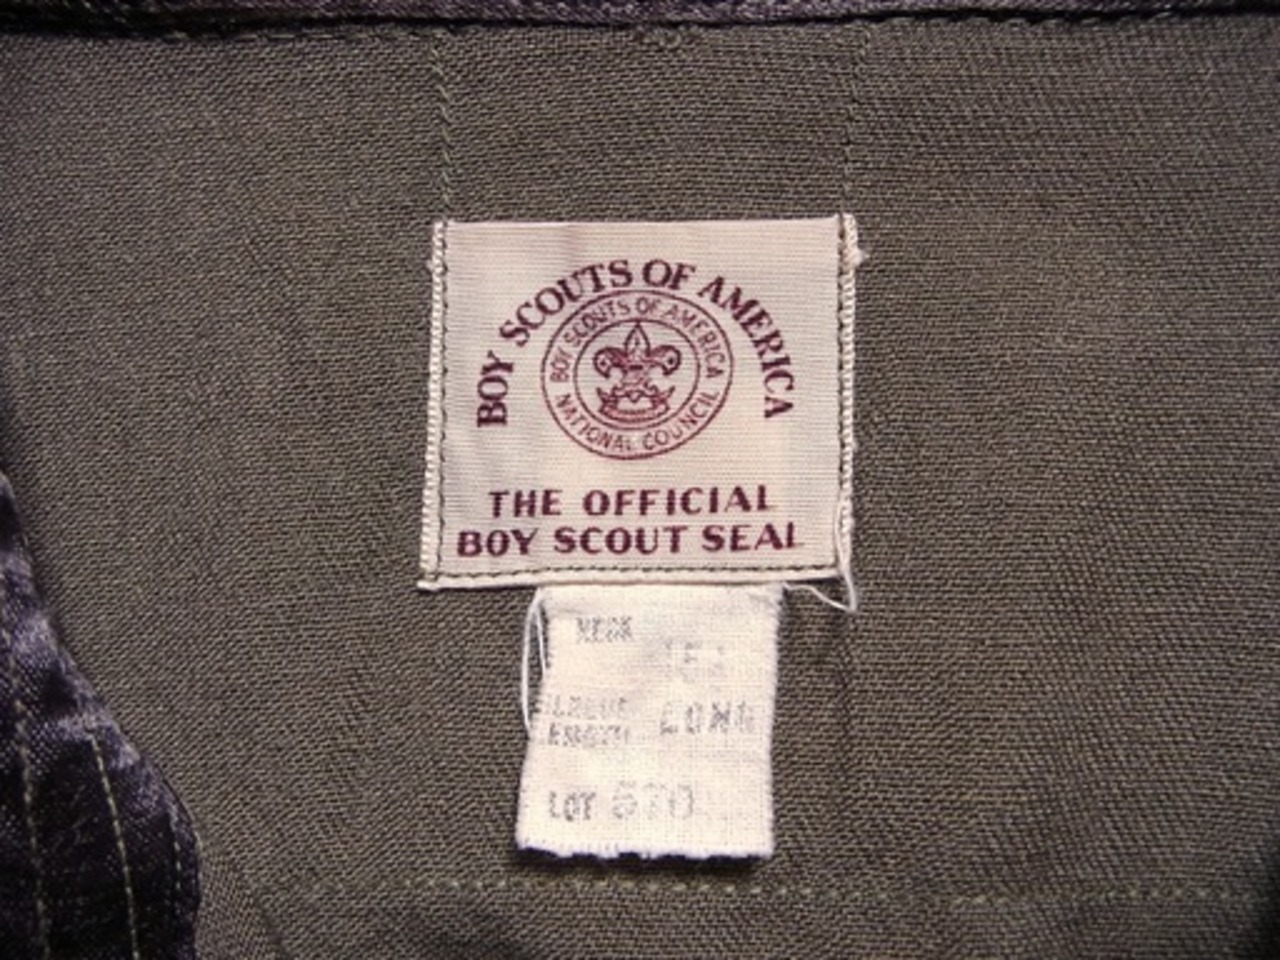 BOY SCOUTS OF AMERICA
BOY SCOUTS OF AMERICA
NATIONAL COUNCIL
THE OFFICIAL
BOY SCOUT SEAL
NECK
SLEEVE LONG
LENGTH
LOT 570